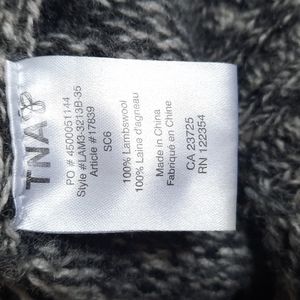 TNA
PO # 4500051144
Style #LAM3-3213B-35
Article #17839
SC6
100% Lambswool
100% Laine d'agneau
Made in China
Fabriqué en Chine
CA 23725
RN 122354